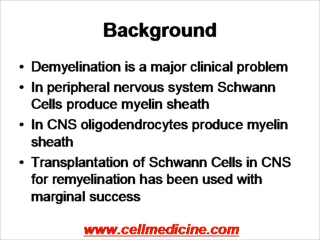 Background
• Demyelination is a major clinical problem
• In peripheral nervous system Schwann
Cells produce myelin sheath
• In CNS oligodendrocytes produce myelin
sheath
• Transplantation of Schwann Cells in CNS
for remyelination has been used with
marginal success
www.cellmedicine.com